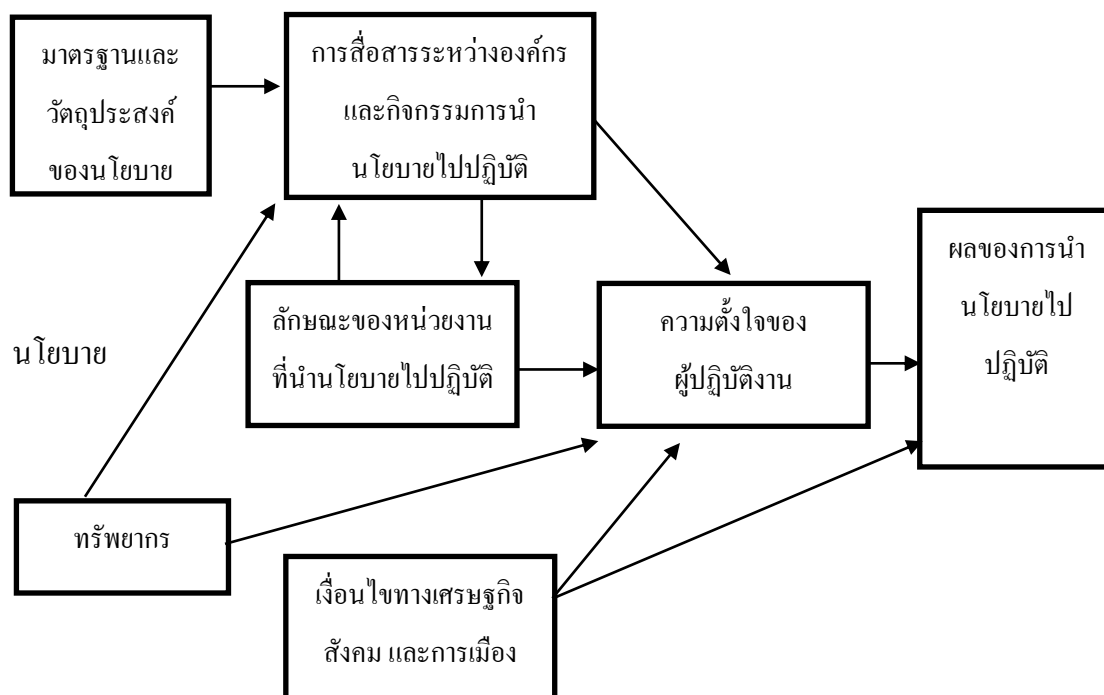 มาตรฐานและ
วัตถุประสงค์
ของนโยบาย
การสื่อสารระหว่างองค์กร
และกิจกรรมการนำ
นโยบายไปปฏิบัติ
ผลของการนำ
นโยบายไป
ปฏิบัติ
ลักษณะของหน่วยงาน
ที่นำนโยบายไปปฏิบัติ
ความตั้งใจของ
ผู้ปฏิบัติงาน
นโยบาย
ทรัพยากร
เงื่อนไขทางเศรษฐกิจ
สังคม และการเมือง